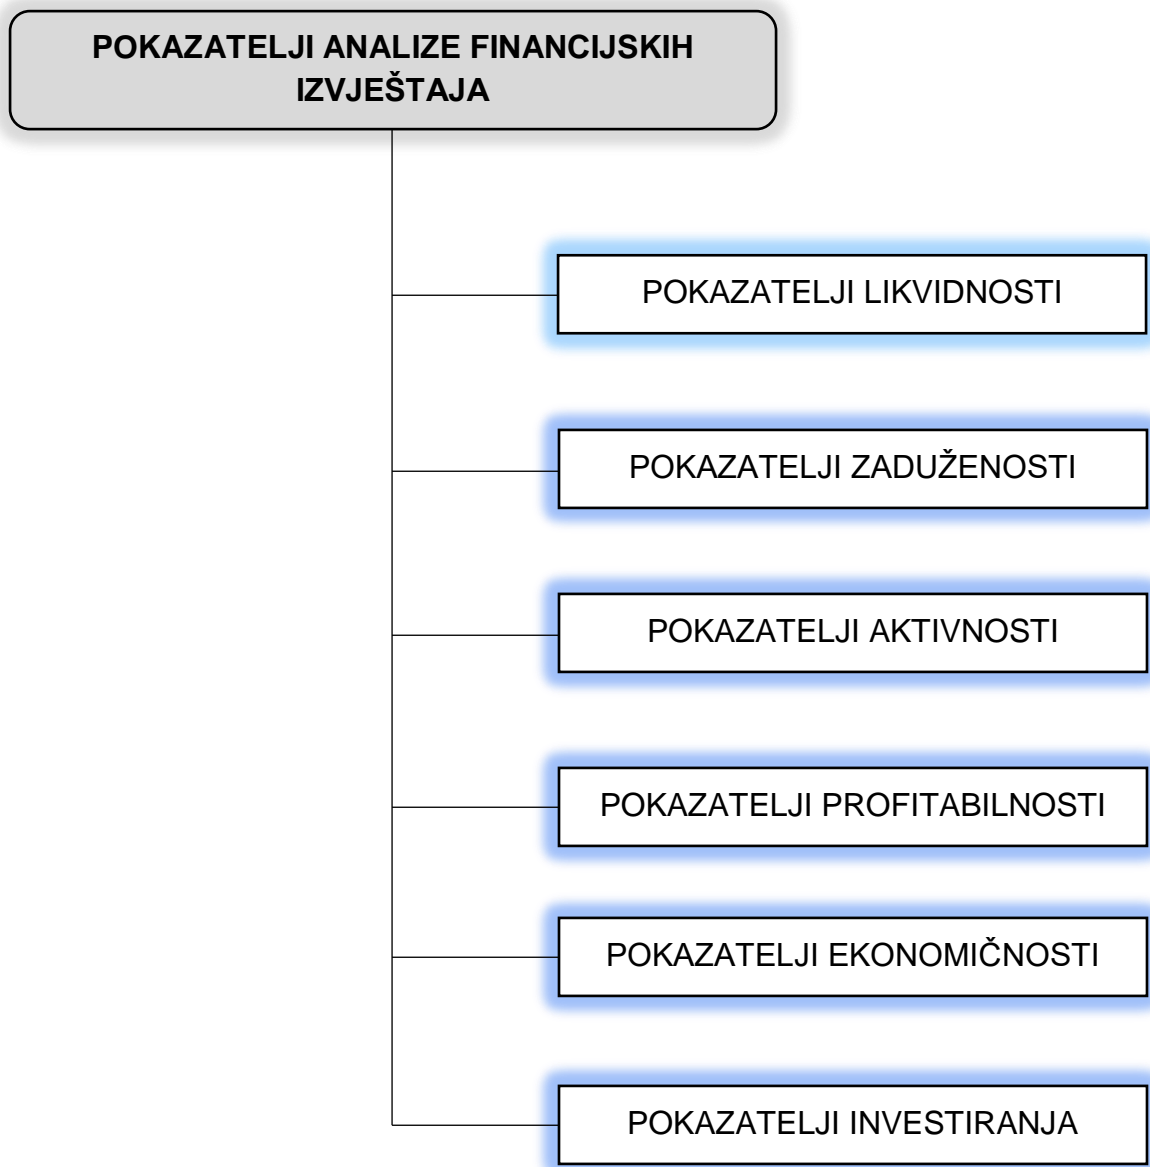 POKAZATELJI ANALIZE FINANCIJSKIH
IZVJEŠTAJA
POKAZATELJI LIKVIDNOSTI
POKAZATELJI ZADUŽENOSTI
POKAZATELJI AKTIVNOSTI
POKAZATELJI PROFITABILNOSTI
POKAZATELJI EKONOMIČNOSTI
POKAZATELJI INVESTIRANJA